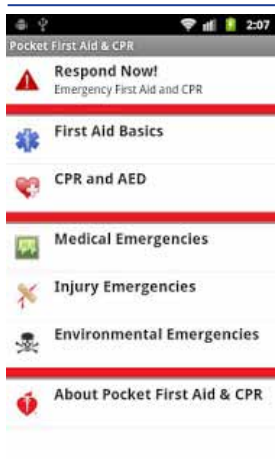 2:07
Pocket First Aid & CPR
Respond Now!
Emergency First Aid and CPR
First Aid Basics
CPR and AED
Medical Emergencies
Injury Emergencies
Environmental Emergencies
About Pocket First Aid & CPR